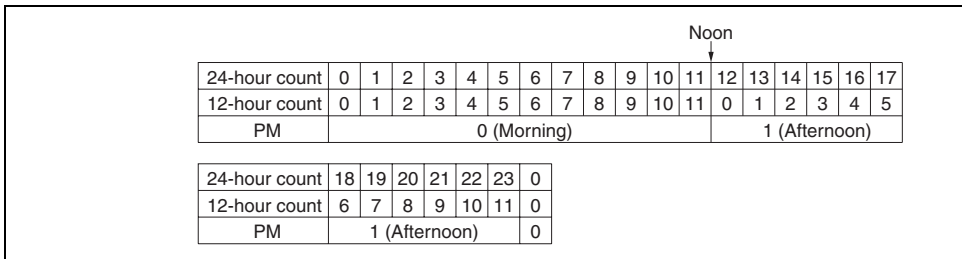 Noon
24-hour count 0 1 2 3 4 5 6 7 8 9 10 11 12 13 14 15 16 17
12-hour count 0 1 2 3 4 5 6 7 8 9 10 11 0 1 2 3 4 5
PM 0 (Morning) 1 (Afternoon)
24-hour count 18 19 20 21 22 23 0
12-hour count 6 7 8 9 10 11 0
PM 1 (Afternoon) 0